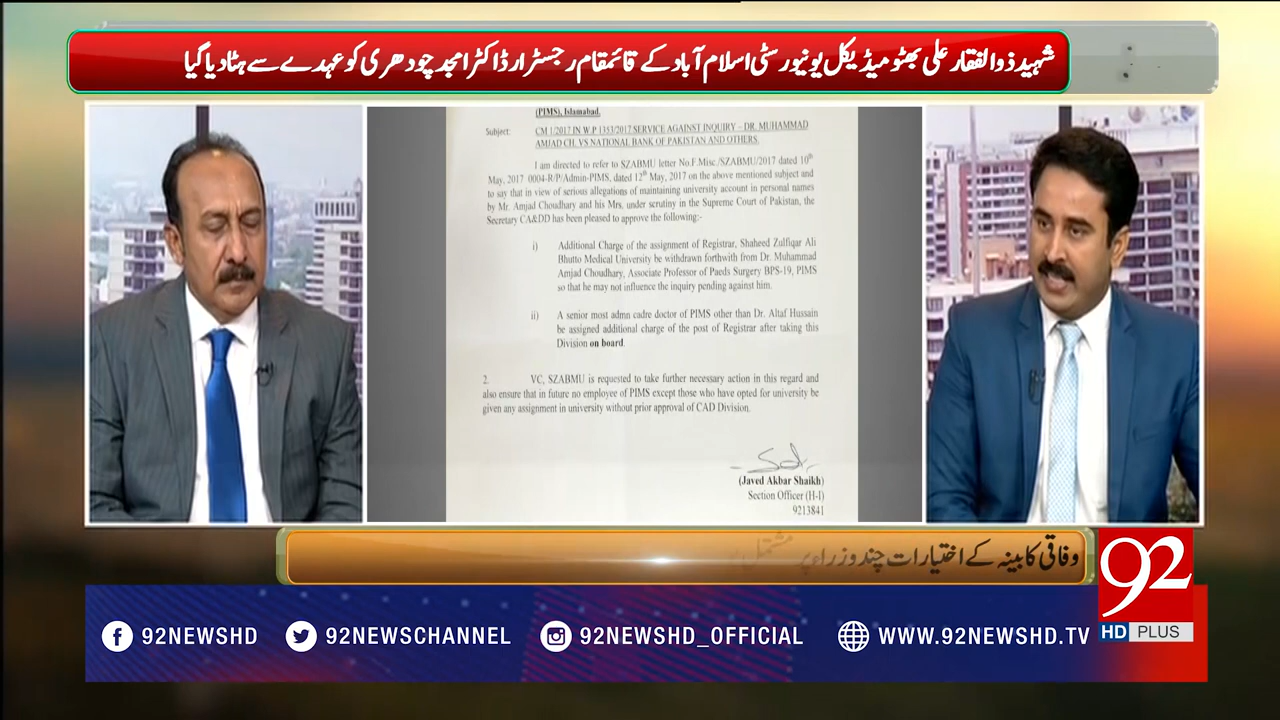 شہید ذوالفقار علی بھٹو میڈیکل یونیورسٹی اسلام آباد کے قائمقام رجسٹرار ڈاکٹر امجد چودھری کو عہدے سے ہٹا دیا گیا
(PIMS), Islamabad.
Subject: CM 1/2017 IN W.P 1353/2017 SERVICE AGAINST INQUIRY – DR. MUHAMMAD
AMJAD CH. VS NATIONAL BANK OF PAKISTAN AND OTHERS.
I am directed to refer to SZABMU letter No.F.Misc./SZABMU/2017 dated 10th
May, 2017 0004-R/P/Admin-PIMS, dated 12th May, 2017 on the above mentioned subject and
to say that in view of serious allegations of maintaining university account in personal names
by Mr. Amjad Choudhary and his Mrs. under scrutiny in the Supreme Court of Pakistan, the
Secretary CA&DD has been pleased to approve the following:-
i) Additional Charge of the assignment of Registrar, Shaheed Zulfiqar Ali
Bhutto Medical University be withdrawn forthwith from Dr. Muhammad
Amjad Choudhary, Associate Professor of Paeds Surgery BPS-19, PIMS
so that he may not influence the inquiry pending against him.
ii) A senior most admn cadre doctor of PIMS other than Dr. Altaf Hussain
be assigned additional charge of the post of Registrar after taking this
Division on board.
2. VC, SZABMU is requested to take further necessary action in this regard and
also ensure that in future no employee of PIMS except those who have opted for university be
given any assignment in university without prior approval of CAD Division.
Sd/-
(Javed Akbar Shaikh)
Section Officer (H-I)
9213841
وفاقی کابینہ کے اختیارات چند وزراء پر مشتمل
92
HD PLUS
92NEWSHD
92NEWSCHANNEL
92NEWSHD_OFFICIAL
WWW.92NEWSHD.TV